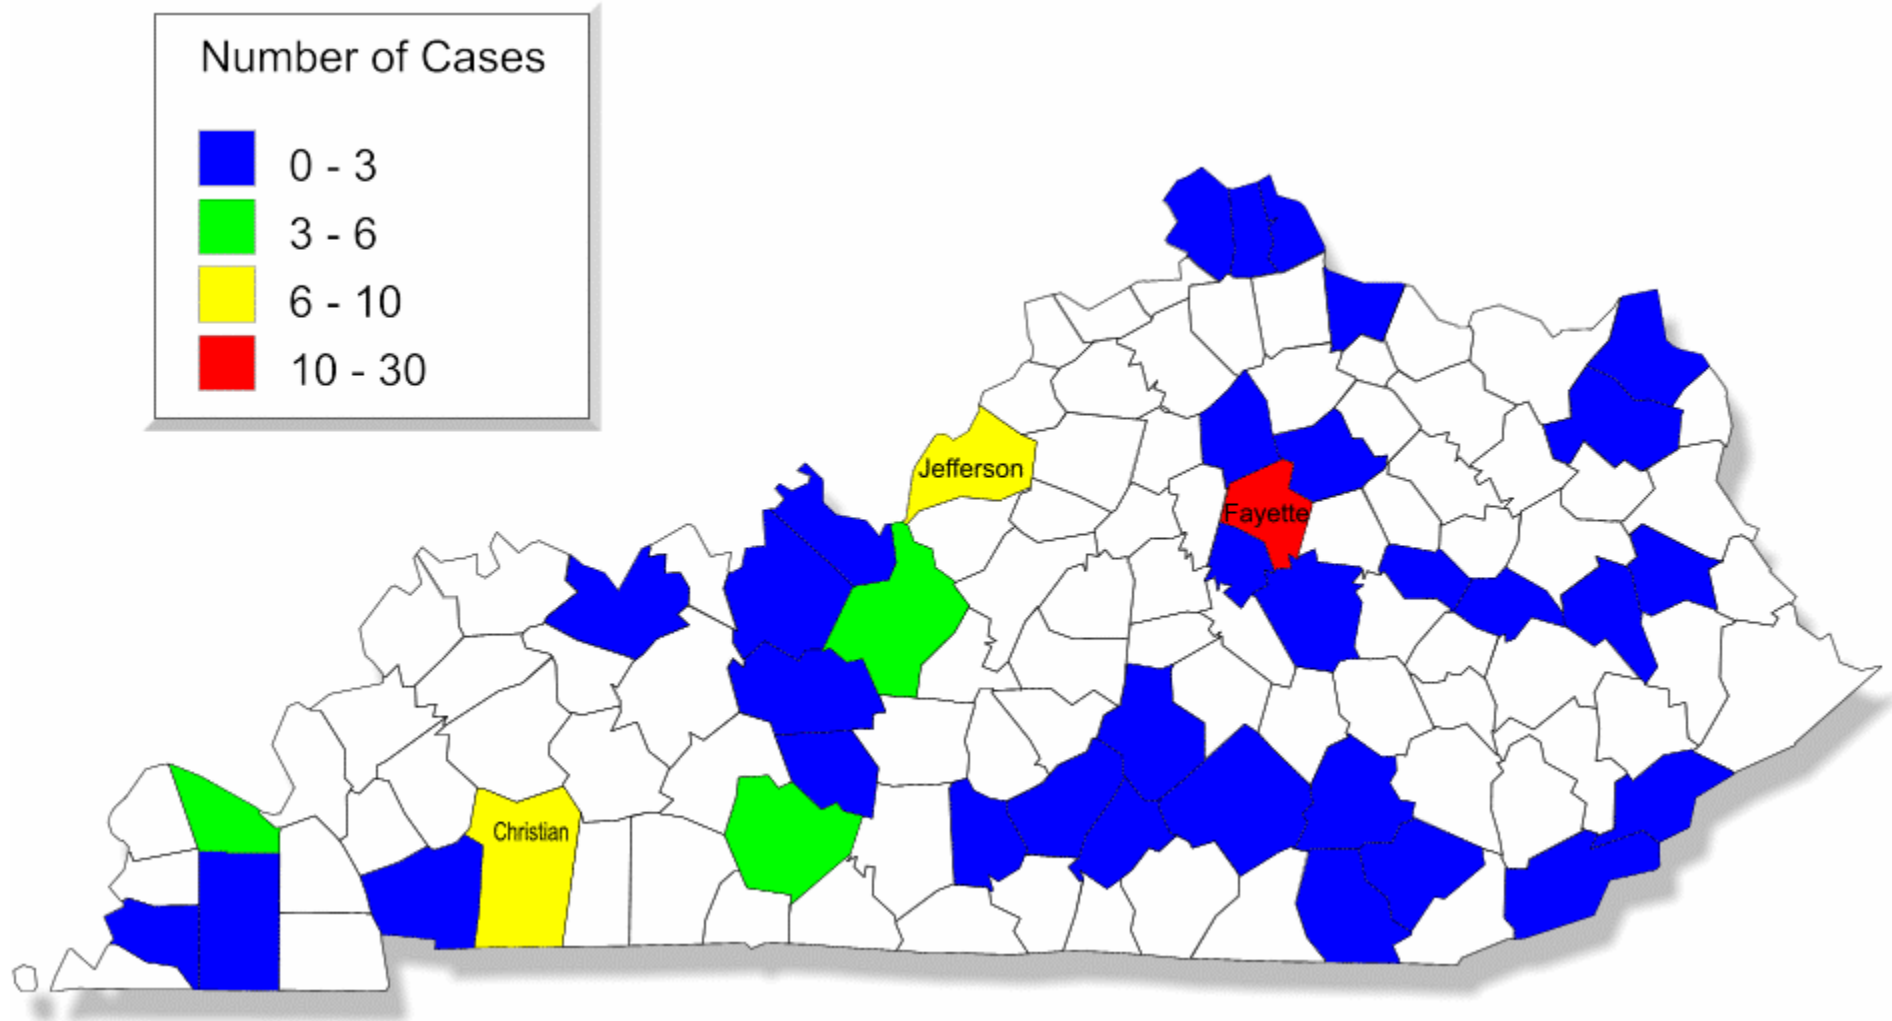 Number of Cases
0 - 3
3 - 6
6 - 10
10 - 30
Jefferson
Fayette
Christian